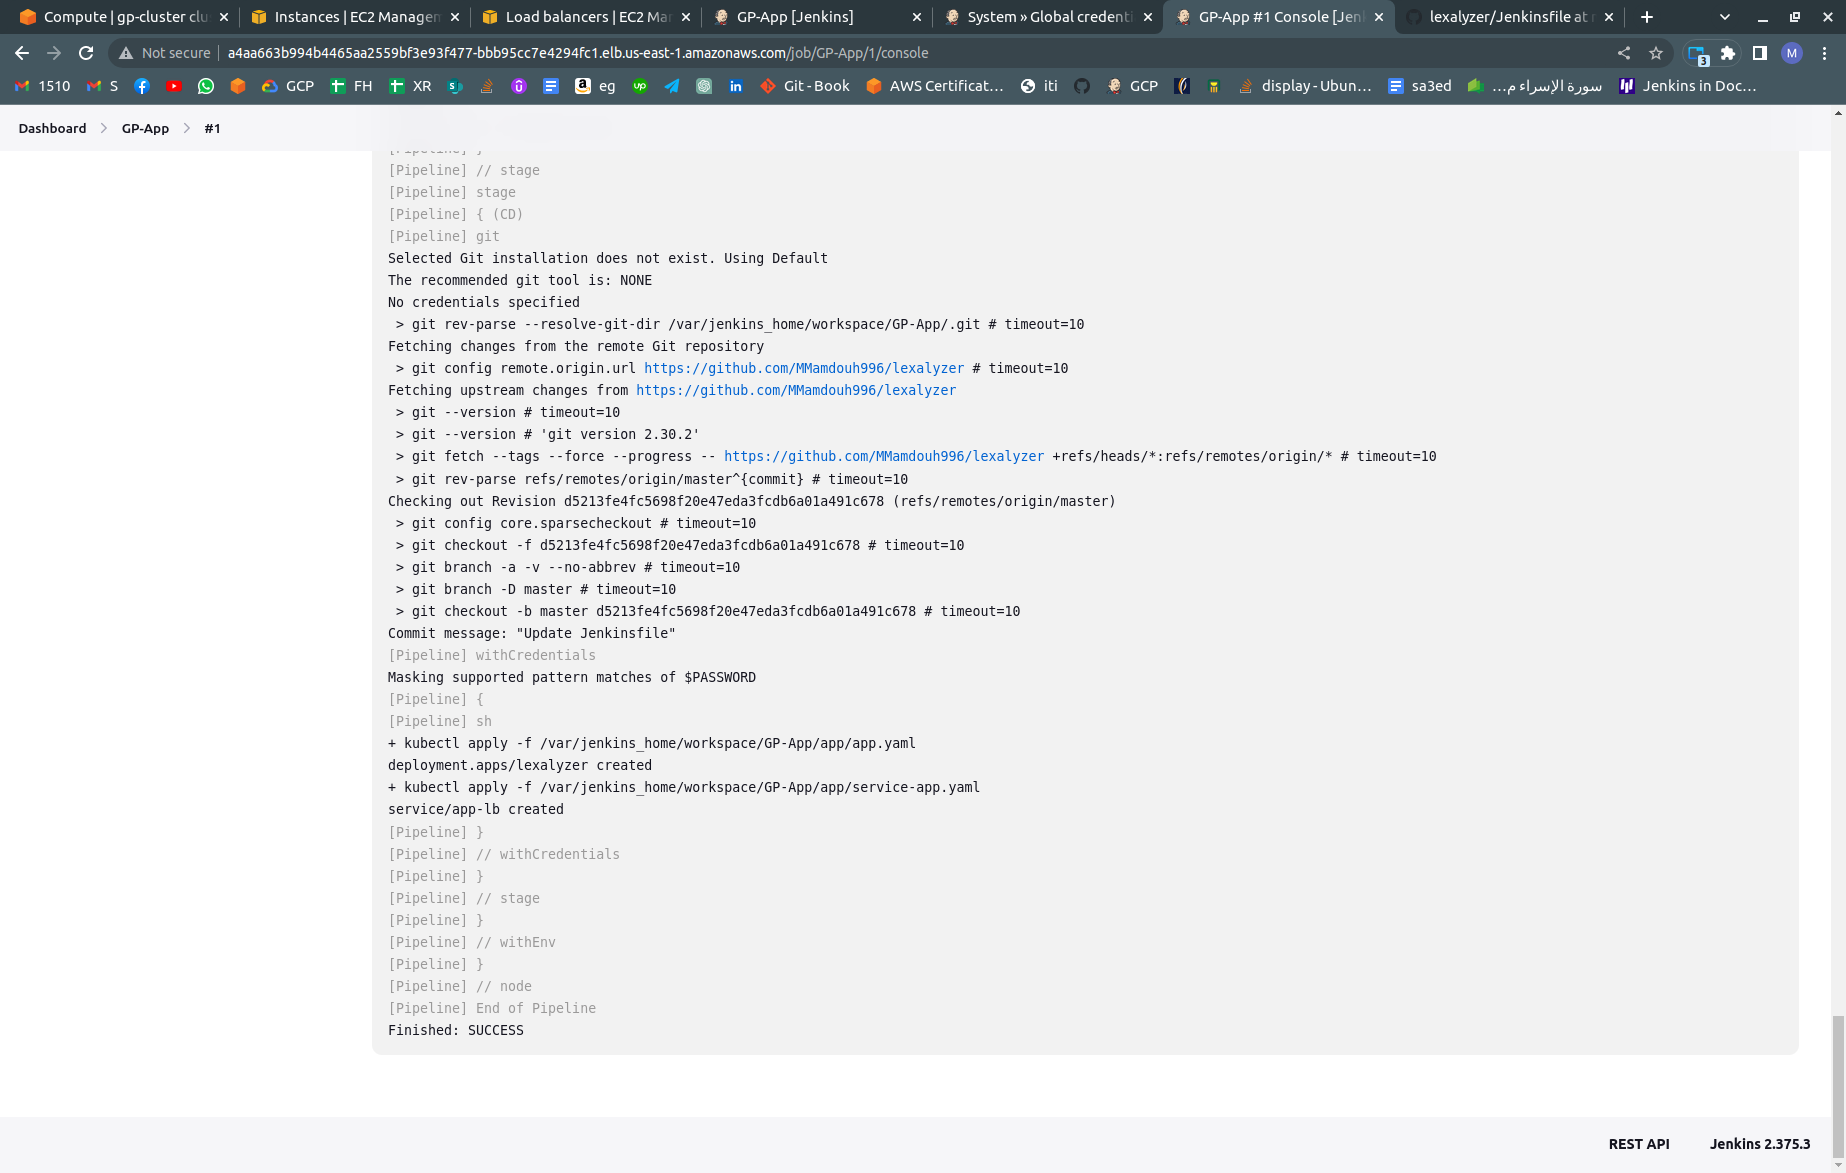 Compute | gp-cluster clu
Instances | EC2 Managem
Load balancers | EC2 Ma
GP-App [Jenkins]
System » Global credenti
GP-App #1 Console [Jen
lexalyzer/Jenkinsfile at
Not secure | a4aa663b994b4465aa2559bf3e93f477-bbb95cc7e4294fc1.elb.us-east-1.amazonaws.com/job/GP-App/1/console
3
M
1510 S GCP FH XR eg Git-Book AWS Certificat… iti GCP display-Ubun… sa3ed سورة الإسراء م… Jenkins in Doc…
Dashboard
GP-App
#1
[Pipeline] }
[Pipeline] // stage
[Pipeline] stage
[Pipeline] { (CD)
[Pipeline] git
Selected Git installation does not exist. Using Default
The recommended git tool is: NONE
No credentials specified
> git rev-parse --resolve-git-dir /var/jenkins_home/workspace/GP-App/.git # timeout=10
Fetching changes from the remote Git repository
> git config remote.origin.url https://github.com/MMamdouh996/lexalyzer # timeout=10
Fetching upstream changes from https://github.com/MMamdouh996/lexalyzer
> git --version # timeout=10
> git --version # 'git version 2.30.2'
> git fetch --tags --force --progress -- https://github.com/MMamdouh996/lexalyzer +refs/heads/*:refs/remotes/origin/* # timeout=10
> git rev-parse refs/remotes/origin/master^{commit} # timeout=10
Checking out Revision d5213fe4fc5698f20e47eda3fcdb6a01a491c678 (refs/remotes/origin/master)
> git config core.sparsecheckout # timeout=10
> git checkout -f d5213fe4fc5698f20e47eda3fcdb6a01a491c678 # timeout=10
> git branch -a -v --no-abbrev # timeout=10
> git branch -D master # timeout=10
> git checkout -b master d5213fe4fc5698f20e47eda3fcdb6a01a491c678 # timeout=10
Commit message: "Update Jenkinsfile"
[Pipeline] withCredentials
Masking supported pattern matches of $PASSWORD
[Pipeline] {
[Pipeline] sh
+ kubectl apply -f /var/jenkins_home/workspace/GP-App/app/app.yaml
deployment.apps/lexalyzer created
+ kubectl apply -f /var/jenkins_home/workspace/GP-App/app/service-app.yaml
service/app-lb created
[Pipeline] }
[Pipeline] // withCredentials
[Pipeline] }
[Pipeline] // stage
[Pipeline] }
[Pipeline] // withEnv
[Pipeline] }
[Pipeline] // node
[Pipeline] End of Pipeline
Finished: SUCCESS
REST API
Jenkins 2.375.3